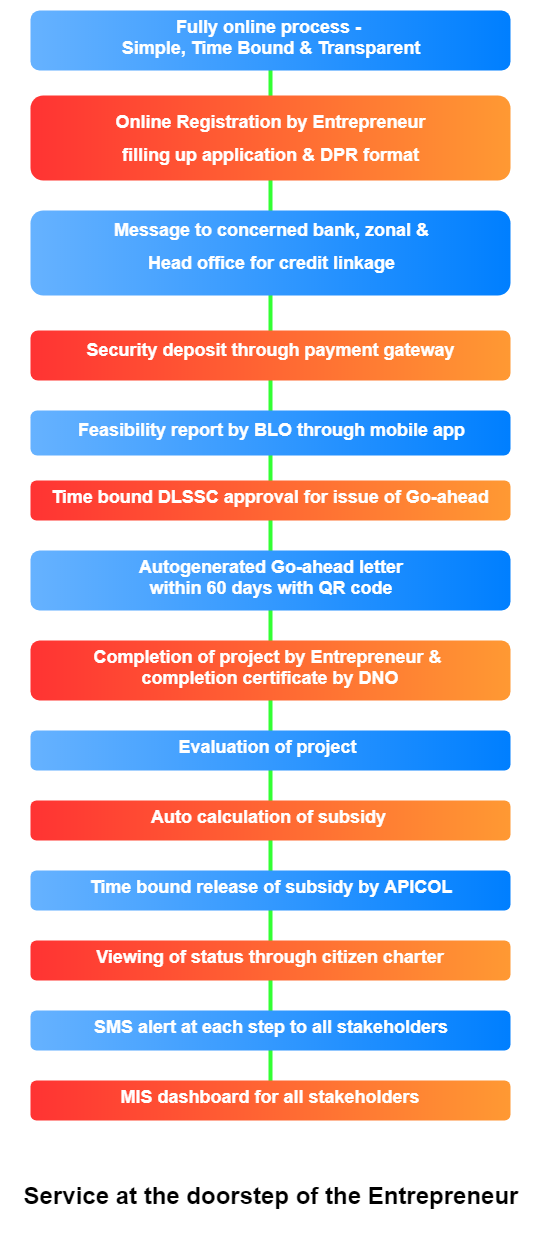 Fully online process -
Simple, Time Bound & Transparent
Online Registration by Entrepreneur
filling up application & DPR format
Message to concerned bank, zonal &
Head office for credit linkage
Security deposit through payment gateway
Feasibility report by BLO through mobile app
Time bound DLSSC approval for issue of Go-ahead
Autogenerated Go-ahead letter
within 60 days with QR code
Completion of project by Entrepreneur &
completion certificate by DNO
Evaluation of project
Auto calculation of subsidy
Time bound release of subsidy by APICOL
Viewing of status through citizen charter
SMS alert at each step to all stakeholders
MIS dashboard for all stakeholders
Service at the doorstep of the Entrepreneur